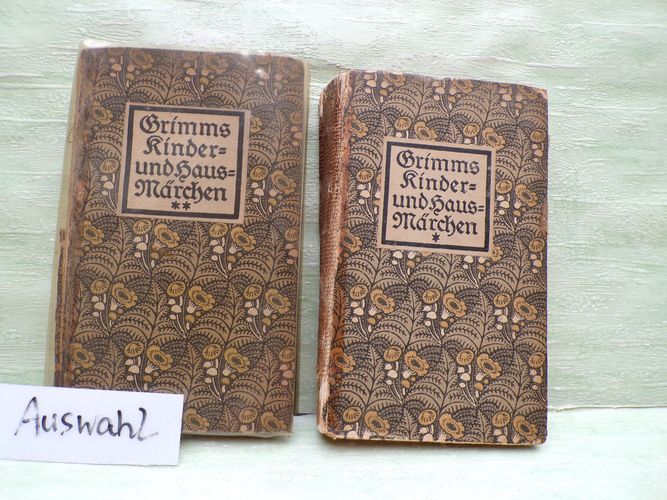 Grimms
Kinder=
und Haus=
Märchen
**
Grimms
Kinder=
und Haus=
Märchen
*
Auswahl